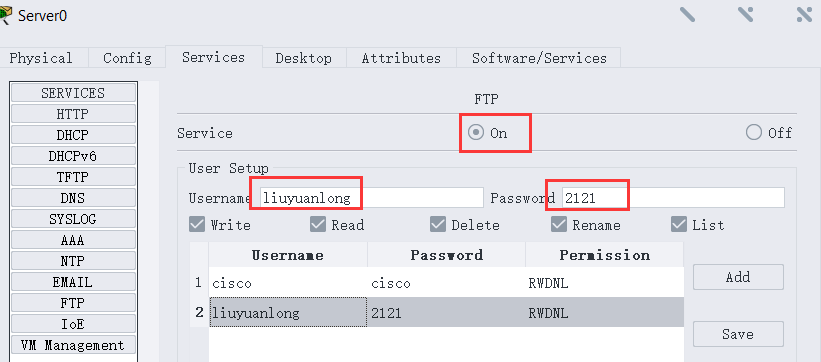 Server0
Physical Config Services Desktop Attributes Software/Services
SERVICES
HTTP
DHCP
DHCPv6
TFTP
DNS
SYSLOG
AAA
NTP
EMAIL
FTP
IoE
VM Management
FTP
Service On Off
User Setup
Username liuyuanlong Password 2121
Write Read Delete Rename List
Username Password Permission
1 cisco cisco RWDNL
2 liuyuanlong 2121 RWDNL
Add
Save